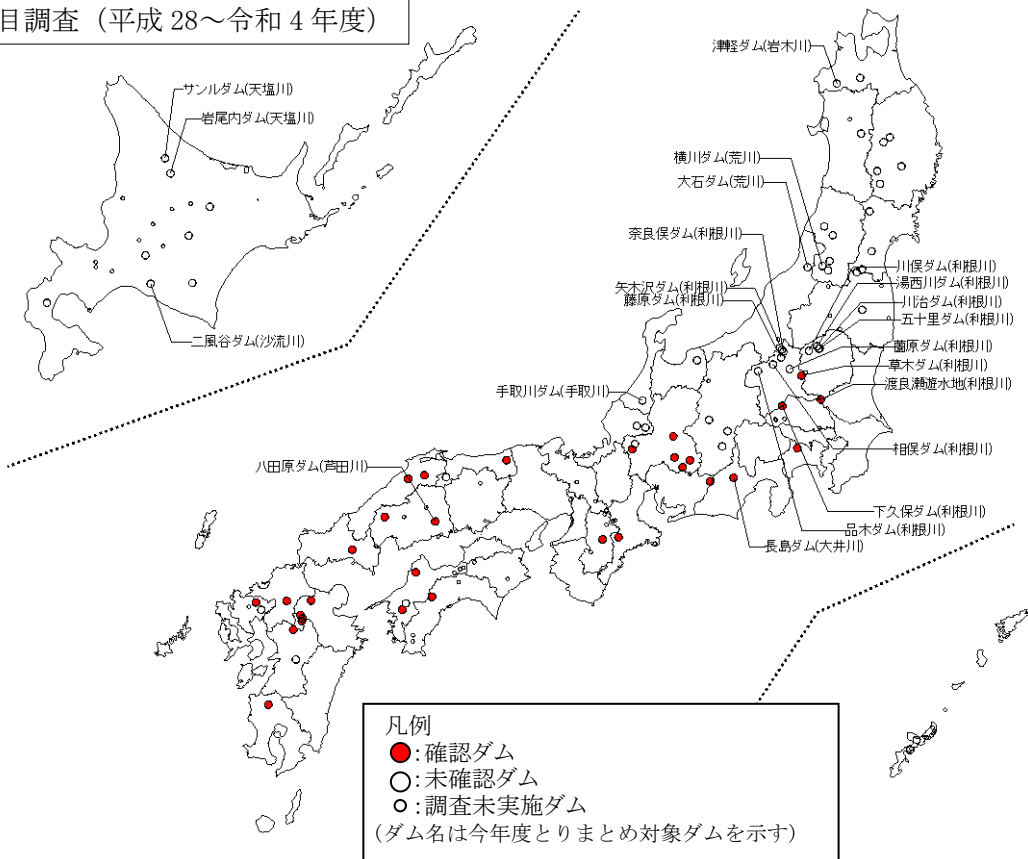 目調査（平成 28～令和 4 年度）
サンルダム(天塩川)
岩尾内ダム(天塩川)
二風谷ダム(沙流川)
津軽ダム(岩木川)
横川ダム(荒川)
大石ダム(荒川)
奈良俣ダム(利根川)
矢木沢ダム(利根川)
藤原ダム(利根川)
川俣ダム(利根川)
湯西川ダム(利根川)
川治ダム(利根川)
五十里ダム(利根川)
薗原ダム(利根川)
草木ダム(利根川)
渡良瀬遊水地(利根川)
手取川ダム(手取川)
相俣ダム(利根川)
八田原ダム(芦田川)
下久保ダム(利根川)
品木ダム(利根川)
長島ダム(大井川)
凡例
：確認ダム
：未確認ダム
：調査未実施ダム
(ダム名は今年度とりまとめ対象ダムを示す)